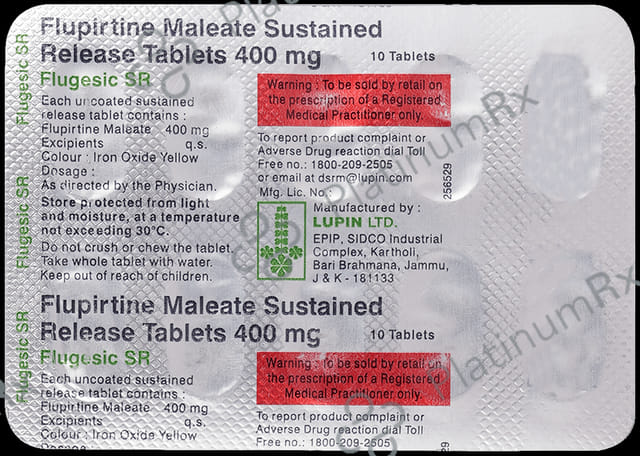 Flupirtine Maleate Sustained
Release Tablets 400 mg 10 Tablets
Flugesic SR
Each uncoated sustained
release tablet contains :
Flupirtine Maleate 400 mg
Excipients q.s.
Colour : Iron Oxide Yellow
Dosage :
As directed by the Physician.
Store protected from light
and moisture, at a temperature
not exceeding 30°C.
Do not crush or chew the tablet.
Take whole tablet with water.
Keep out of reach of children.
Warning : To be sold by retail on
the prescription of a Registered
Medical Practitioner only.
To report product complaint or
Adverse Drug reaction dial Toll
Free no.: 1800-209-2505
or email at dsrm@lupin.com
Mfg. Lic. No.:
Manufactured by :
LUPIN LTD.
EPIP, SIDCO Industrial
Complex, Kartholi,
Bari Brahmana, Jammu,
J & K - 181133
256529
Flupirtine Maleate Sustained
Release Tablets 400 mg 10 Tablets
Flugesic SR
Each uncoated sustained
release tablet contains :
Flupirtine Maleate 400 mg
Excipients q.s.
Colour : Iron Oxide Yellow
Dosage
Warning : To be sold by retail on
the prescription of a Registered
Medical Practitioner only.
To report product complaint or
Adverse Drug reaction dial Toll
Free no.: 1800-209-2505
Flugesic SR
Flugesic SR
Flugesic SR
Flugesic SR
PlatinumRx
PlatinumRx